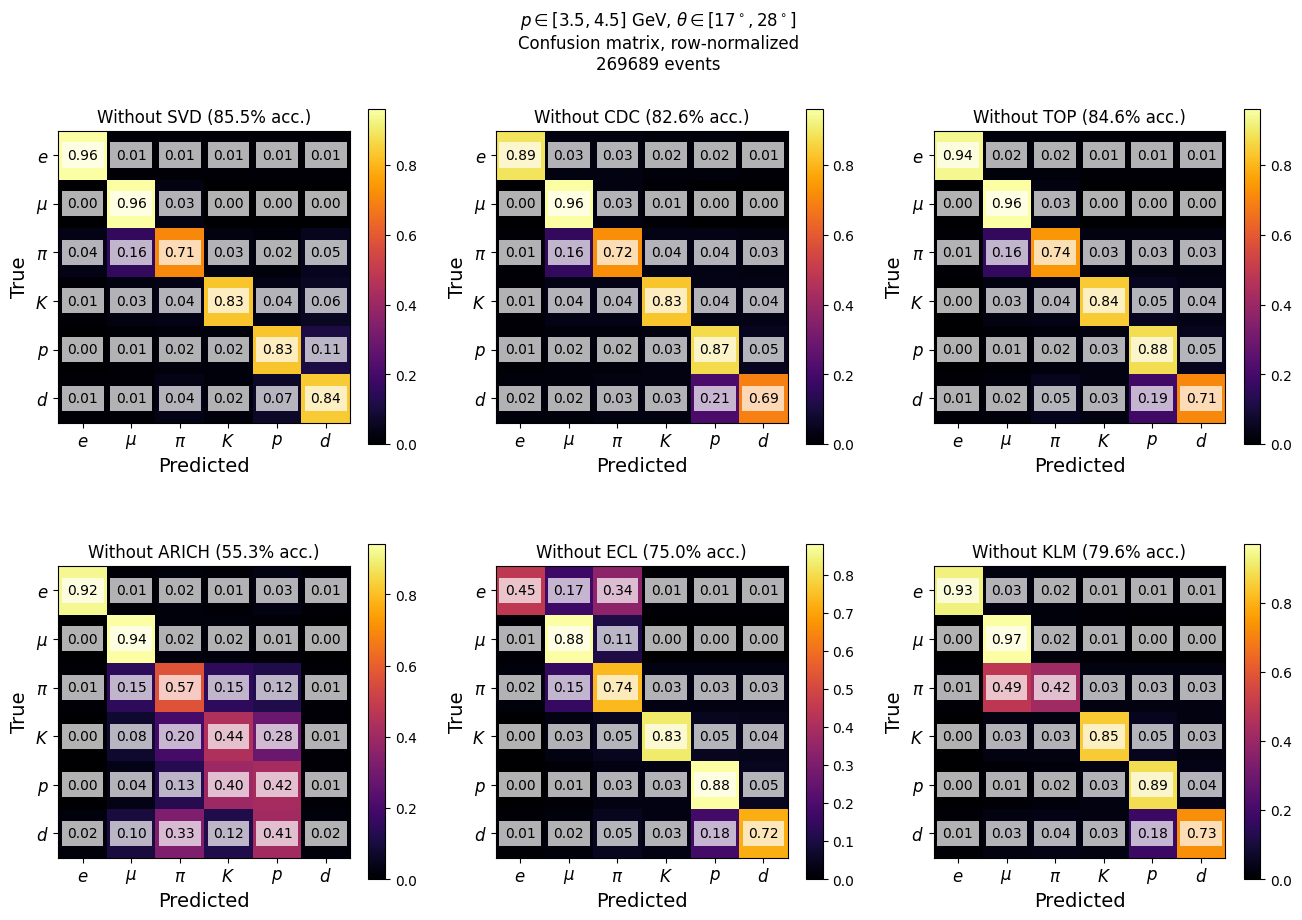 p ∈ [3.5, 4.5] GeV, θ ∈ [17°, 28°]
Confusion matrix, row-normalized
269689 events
Without SVD (85.5% acc.)
e 0.96 0.01 0.01 0.01 0.01 0.01
μ 0.00 0.96 0.03 0.00 0.00 0.00
π 0.04 0.16 0.71 0.03 0.02 0.05
K 0.01 0.03 0.04 0.83 0.04 0.06
p 0.00 0.01 0.02 0.02 0.83 0.11
d 0.01 0.01 0.04 0.02 0.07 0.84
e μ π K p d
True
Predicted
0.8
0.6
0.4
0.2
0.0
Without CDC (82.6% acc.)
e 0.89 0.03 0.03 0.02 0.02 0.01
μ 0.00 0.96 0.03 0.01 0.00 0.00
π 0.01 0.16 0.72 0.04 0.04 0.03
K 0.01 0.04 0.04 0.83 0.04 0.04
p 0.01 0.02 0.02 0.03 0.87 0.05
d 0.02 0.02 0.03 0.03 0.21 0.69
e μ π K p d
True
Predicted
0.8
0.6
0.4
0.2
0.0
Without TOP (84.6% acc.)
e 0.94 0.02 0.02 0.01 0.01 0.01
μ 0.00 0.96 0.03 0.00 0.00 0.00
π 0.01 0.16 0.74 0.03 0.03 0.03
K 0.00 0.03 0.04 0.84 0.05 0.04
p 0.00 0.01 0.02 0.03 0.88 0.05
d 0.01 0.02 0.05 0.03 0.19 0.71
e μ π K p d
True
Predicted
0.8
0.6
0.4
0.2
0.0
Without ARICH (55.3% acc.)
e 0.92 0.01 0.02 0.01 0.03 0.01
μ 0.00 0.94 0.02 0.02 0.01 0.00
π 0.01 0.15 0.57 0.15 0.12 0.01
K 0.00 0.08 0.20 0.44 0.28 0.01
p 0.00 0.04 0.13 0.40 0.42 0.01
d 0.02 0.10 0.33 0.12 0.41 0.02
e μ π K p d
True
Predicted
0.8
0.6
0.4
0.2
0.0
Without ECL (75.0% acc.)
e 0.45 0.17 0.34 0.01 0.01 0.01
μ 0.01 0.88 0.11 0.00 0.00 0.00
π 0.02 0.15 0.74 0.03 0.03 0.03
K 0.00 0.03 0.05 0.83 0.05 0.04
p 0.00 0.01 0.03 0.03 0.88 0.05
d 0.01 0.02 0.05 0.03 0.18 0.72
e μ π K p d
True
Predicted
0.8
0.7
0.6
0.5
0.4
0.3
0.2
0.1
0.0
Without KLM (79.6% acc.)
e 0.93 0.03 0.02 0.01 0.01 0.01
μ 0.00 0.97 0.03 0.00 0.00 0.00
π 0.01 0.49 0.42 0.03 0.03 0.03
K 0.00 0.03 0.03 0.85 0.05 0.03
p 0.00 0.01 0.02 0.03 0.89 0.04
d 0.01 0.03 0.04 0.03 0.18 0.73
e μ π K p d
True
Predicted
0.8
0.6
0.4
0.2
0.0